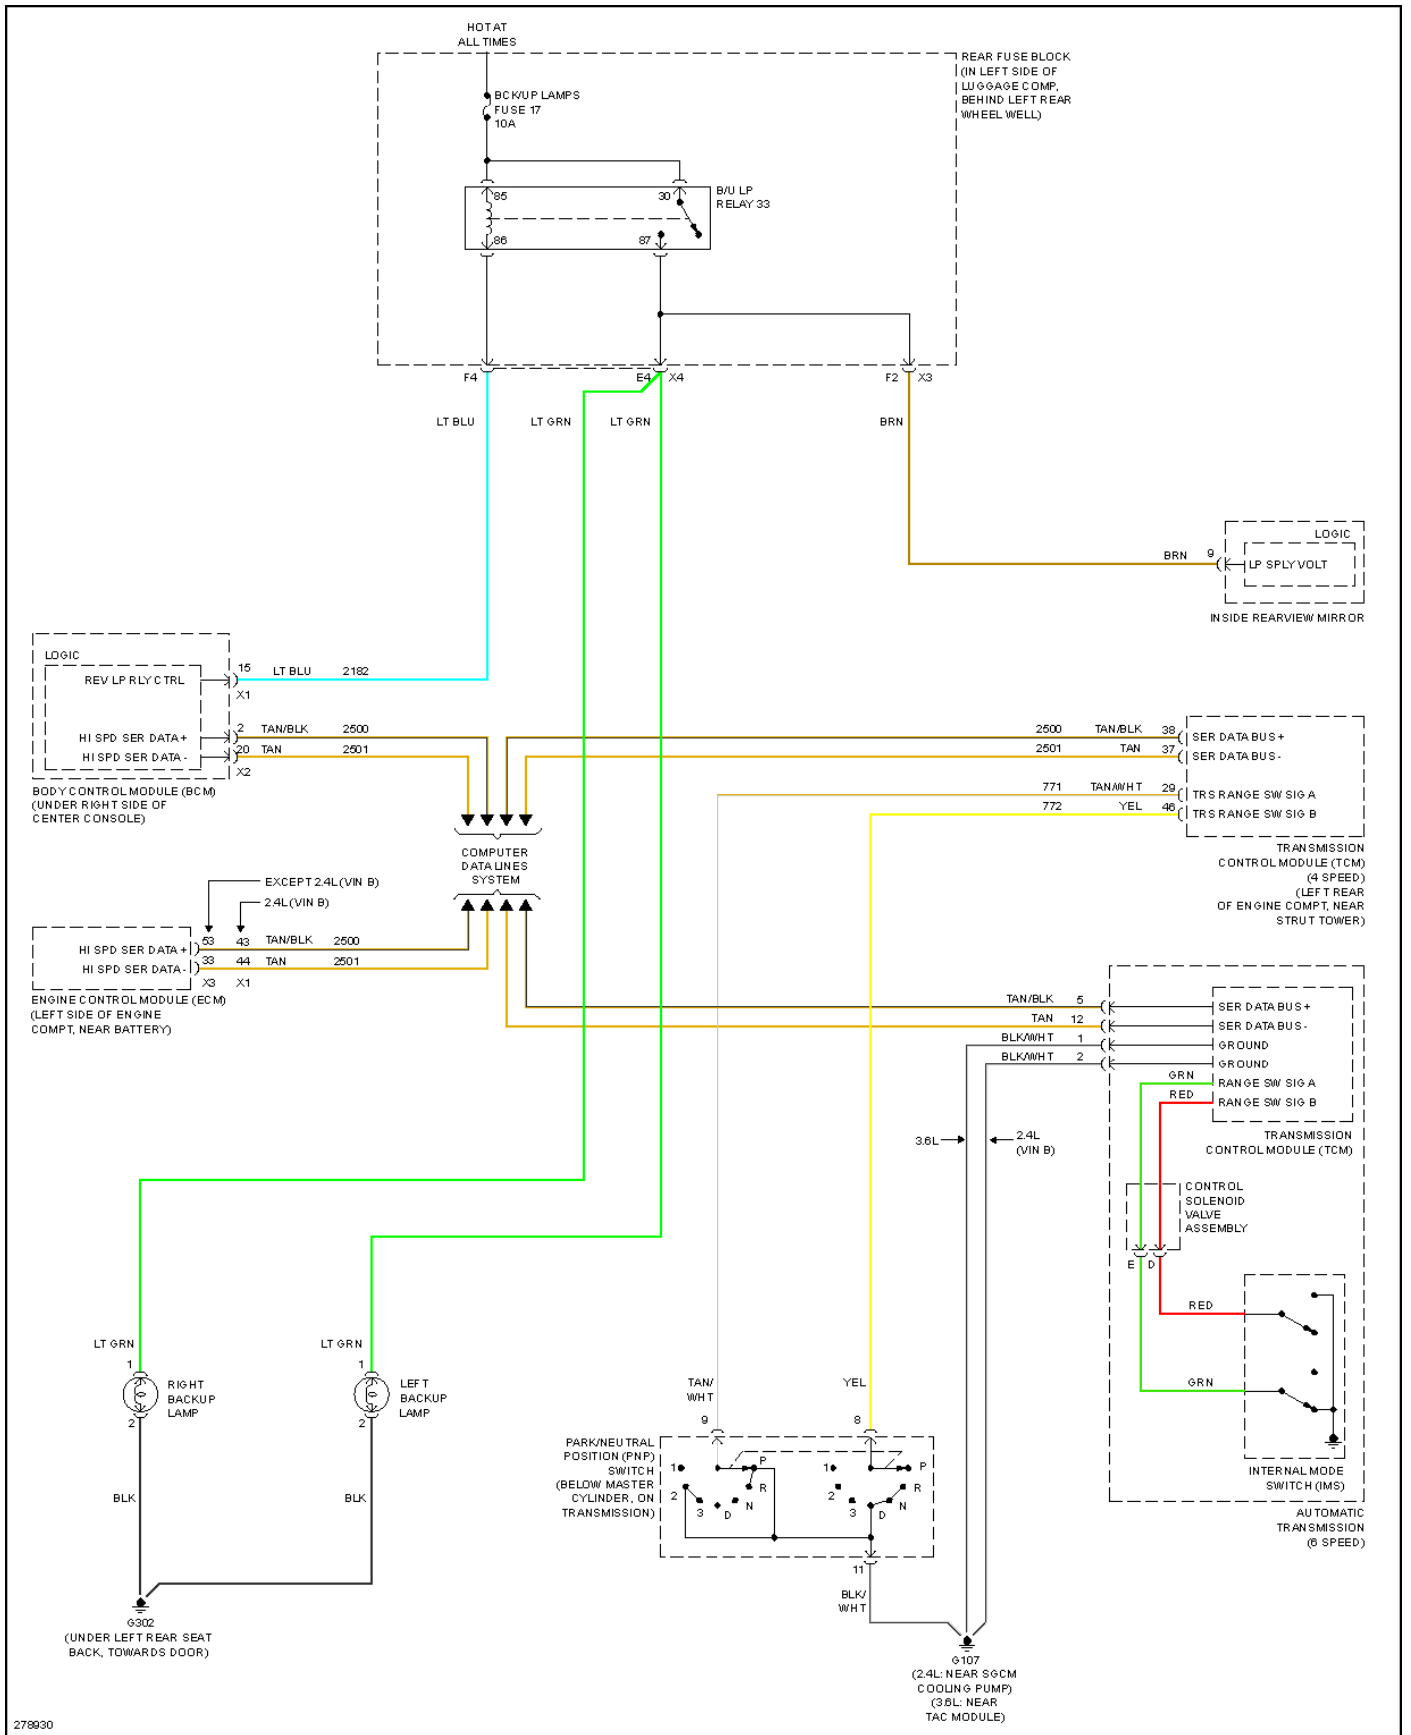 HOT AT
ALL TIMES
BCK/UP LAMPS
FUSE 17
10A
REAR FUSE BLOCK
(IN LEFT SIDE OF
LUGGAGE COMP,
BEHIND LEFT REAR
WHEEL WELL)
85
30
B/U LP
RELAY 33
86
87
F4
E4
X4
F2
X3
LT BLU
LT GRN
LT GRN
BRN
LOGIC
BRN
9
LP SPLY VOLT
INSIDE REARVIEW MIRROR
LOGIC
REV LP RLY CTRL
15
LT BLU
2182
X1
HI SPD SER DATA+
2
TAN/BLK
2500
HI SPD SER DATA-
20
TAN
2501
X2
BODY CONTROL MODULE (BCM)
(UNDER RIGHT SIDE OF
CENTER CONSOLE)
2500
TAN/BLK
38
SER DATA BUS+
2501
TAN
37
SER DATA BUS-
771
TAN/WHT
29
TRS RANGE SW SIG A
772
YEL
46
TRS RANGE SW SIG B
TRANSMISSION
CONTROL MODULE (TCM)
(4 SPEED)
(LEFT REAR
OF ENGINE COMPT, NEAR
STRUT TOWER)
COMPUTER
DATA LINES
SYSTEM
EXCEPT 2.4L (VIN B)
2.4L (VIN B)
HI SPD SER DATA+
53
43
TAN/BLK
2500
HI SPD SER DATA-
33
44
TAN
2501
X3
X1
ENGINE CONTROL MODULE (ECM)
(LEFT SIDE OF ENGINE
COMPT, NEAR BATTERY)
TAN/BLK
5
SER DATA BUS+
TAN
12
SER DATA BUS-
BLK/WHT
1
GROUND
BLK/WHT
2
GROUND
GRN
RANGE SW SIG A
RED
RANGE SW SIG B
TRANSMISSION
CONTROL MODULE (TCM)
3.6L
2.4L
(VIN B)
CONTROL
SOLENOID
VALVE
ASSEMBLY
E
D
RED
GRN
INTERNAL MODE
SWITCH (IMS)
AUTOMATIC
TRANSMISSION
(6 SPEED)
LT GRN
1
RIGHT
BACKUP
LAMP
2
LT GRN
1
LEFT
BACKUP
LAMP
2
BLK
BLK
G302
(UNDER LEFT REAR SEAT
BACK, TOWARDS DOOR)
TAN/
WHT
YEL
9
8
PARK/NEUTRAL
POSITION (PNP)
SWITCH
(BELOW MASTER
CYLINDER, ON
TRANSMISSION)
1
2
3
D
N
R
P
1
2
3
D
N
R
P
11
BLK/
WHT
G107
(2.4L: NEAR SGCM
COOLING PUMP)
(3.6L: NEAR
TAC MODULE)
278930